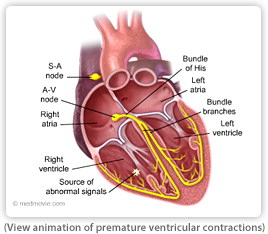 S-A
node
A-V
node
Right
atria
Right
ventricle
Source of
abnormal signals
Bundle
of His
Left
atria
Bundle
branches
Left
ventricle
© medmovie.com
(View animation of premature ventricular contractions)